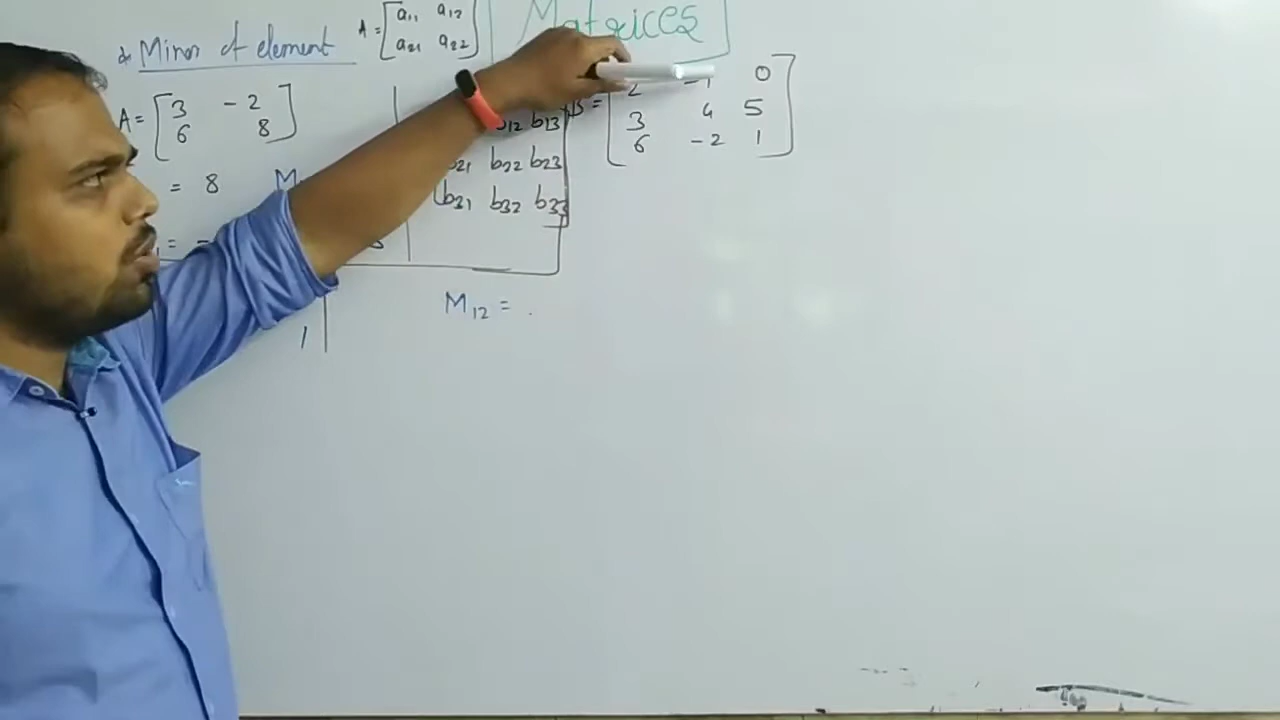 Matrices
* Minor of element
A = [a11 a12
a21 a22]
A = [3 -2
6 8]
= 8 M
b12 b13
b21 b22 b23
b31 b32 b33
B = [2 -1 0
3 4 5
6 -2 1]
M12 =